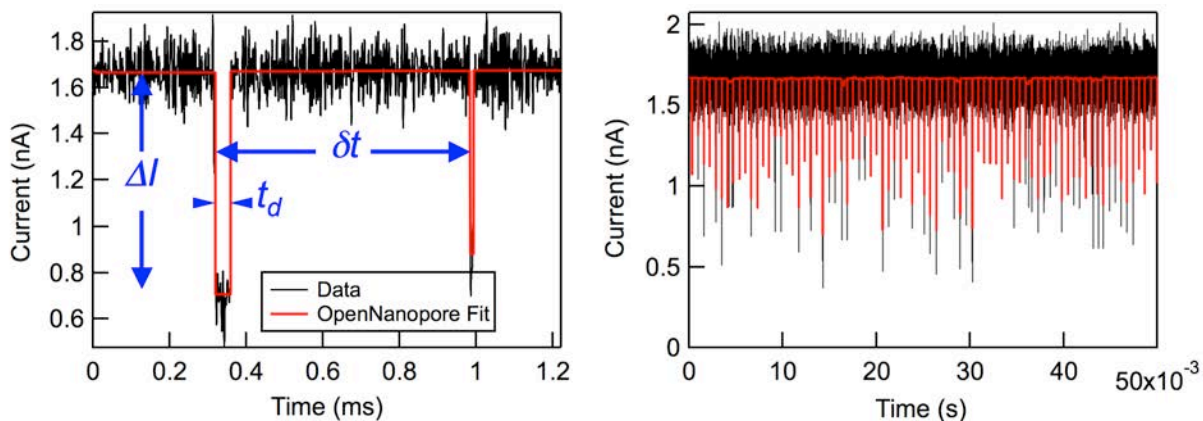 1.8
1.6
1.4
1.2
1
0.8
0.6
Current (nA)
ΔI
δt
t_d
Data
OpenNanopore Fit
0 0.2 0.4 0.6 0.8 1 1.2
Time (ms)
2
1.5
1
0.5
0
Current (nA)
0 10 20 30 40 50x10⁻³
Time (s)